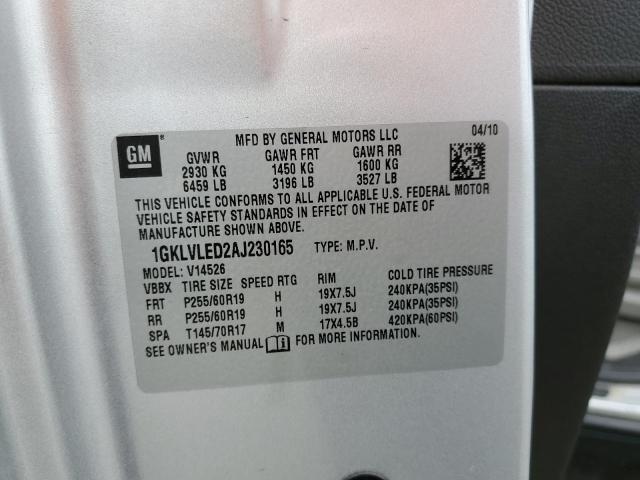 GM ®
MFD BY GENERAL MOTORS LLC 04/10
GVWR GAWR FRT GAWR RR
2930 KG 1450 KG 1600 KG
6459 LB 3196 LB 3527 LB
THIS VEHICLE CONFORMS TO ALL APPLICABLE U.S. FEDERAL MOTOR
VEHICLE SAFETY STANDARDS IN EFFECT ON THE DATE OF
MANUFACTURE SHOWN ABOVE.
1GKLVLED2AJ230165 TYPE: M.P.V.
MODEL: V14526
VBBX TIRE SIZE SPEED RTG RIM COLD TIRE PRESSURE
FRT P255/60R19 H 19X7.5J 240KPA(35PSI)
RR P255/60R19 H 19X7.5J 240KPA(35PSI)
SPA T145/70R17 M 17X4.5B 420KPA(60PSI)
SEE OWNER'S MANUAL FOR MORE INFORMATION.